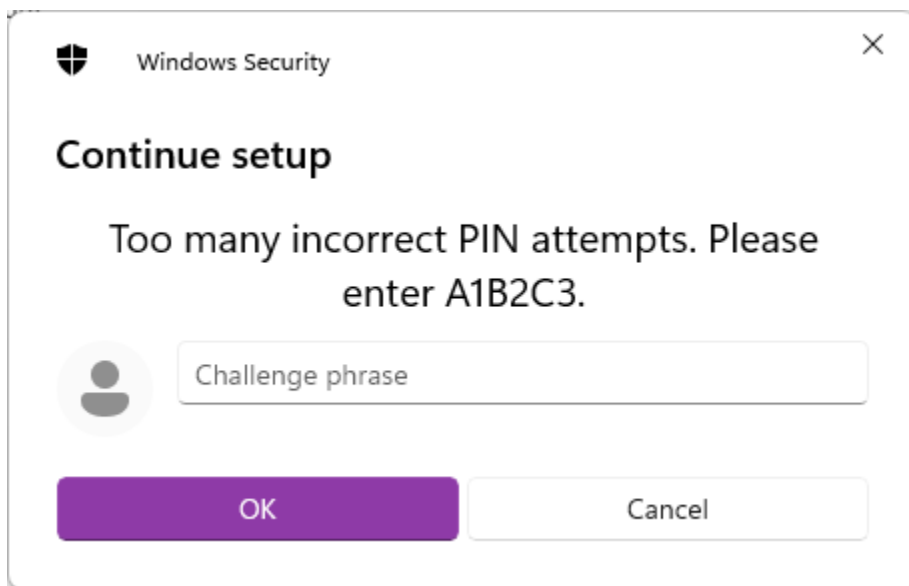 Windows Security
Continue setup
Too many incorrect PIN attempts. Please
enter A1B2C3.
Challenge phrase
OK
Cancel